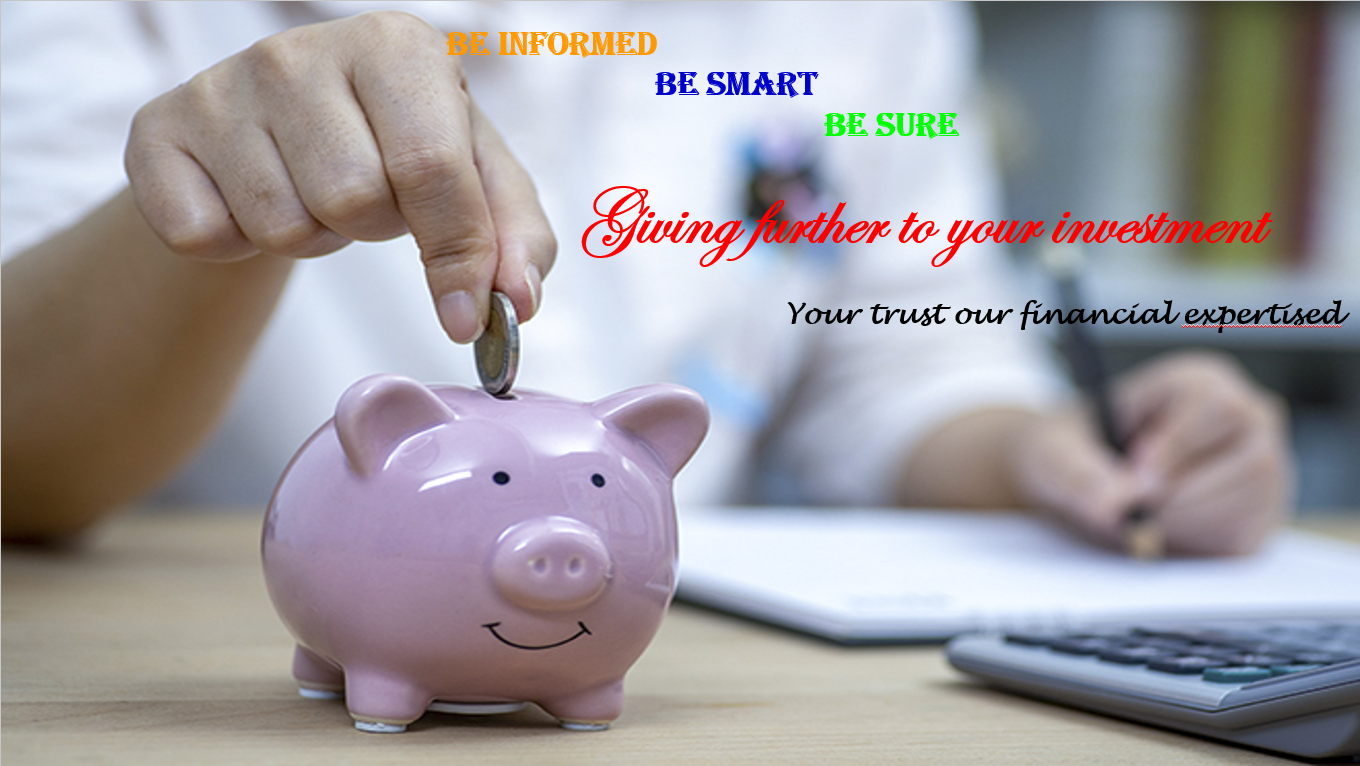 BE INFORMED
BE SMART
BE SURE
Giving further to your investment
Your trust our financial expertised